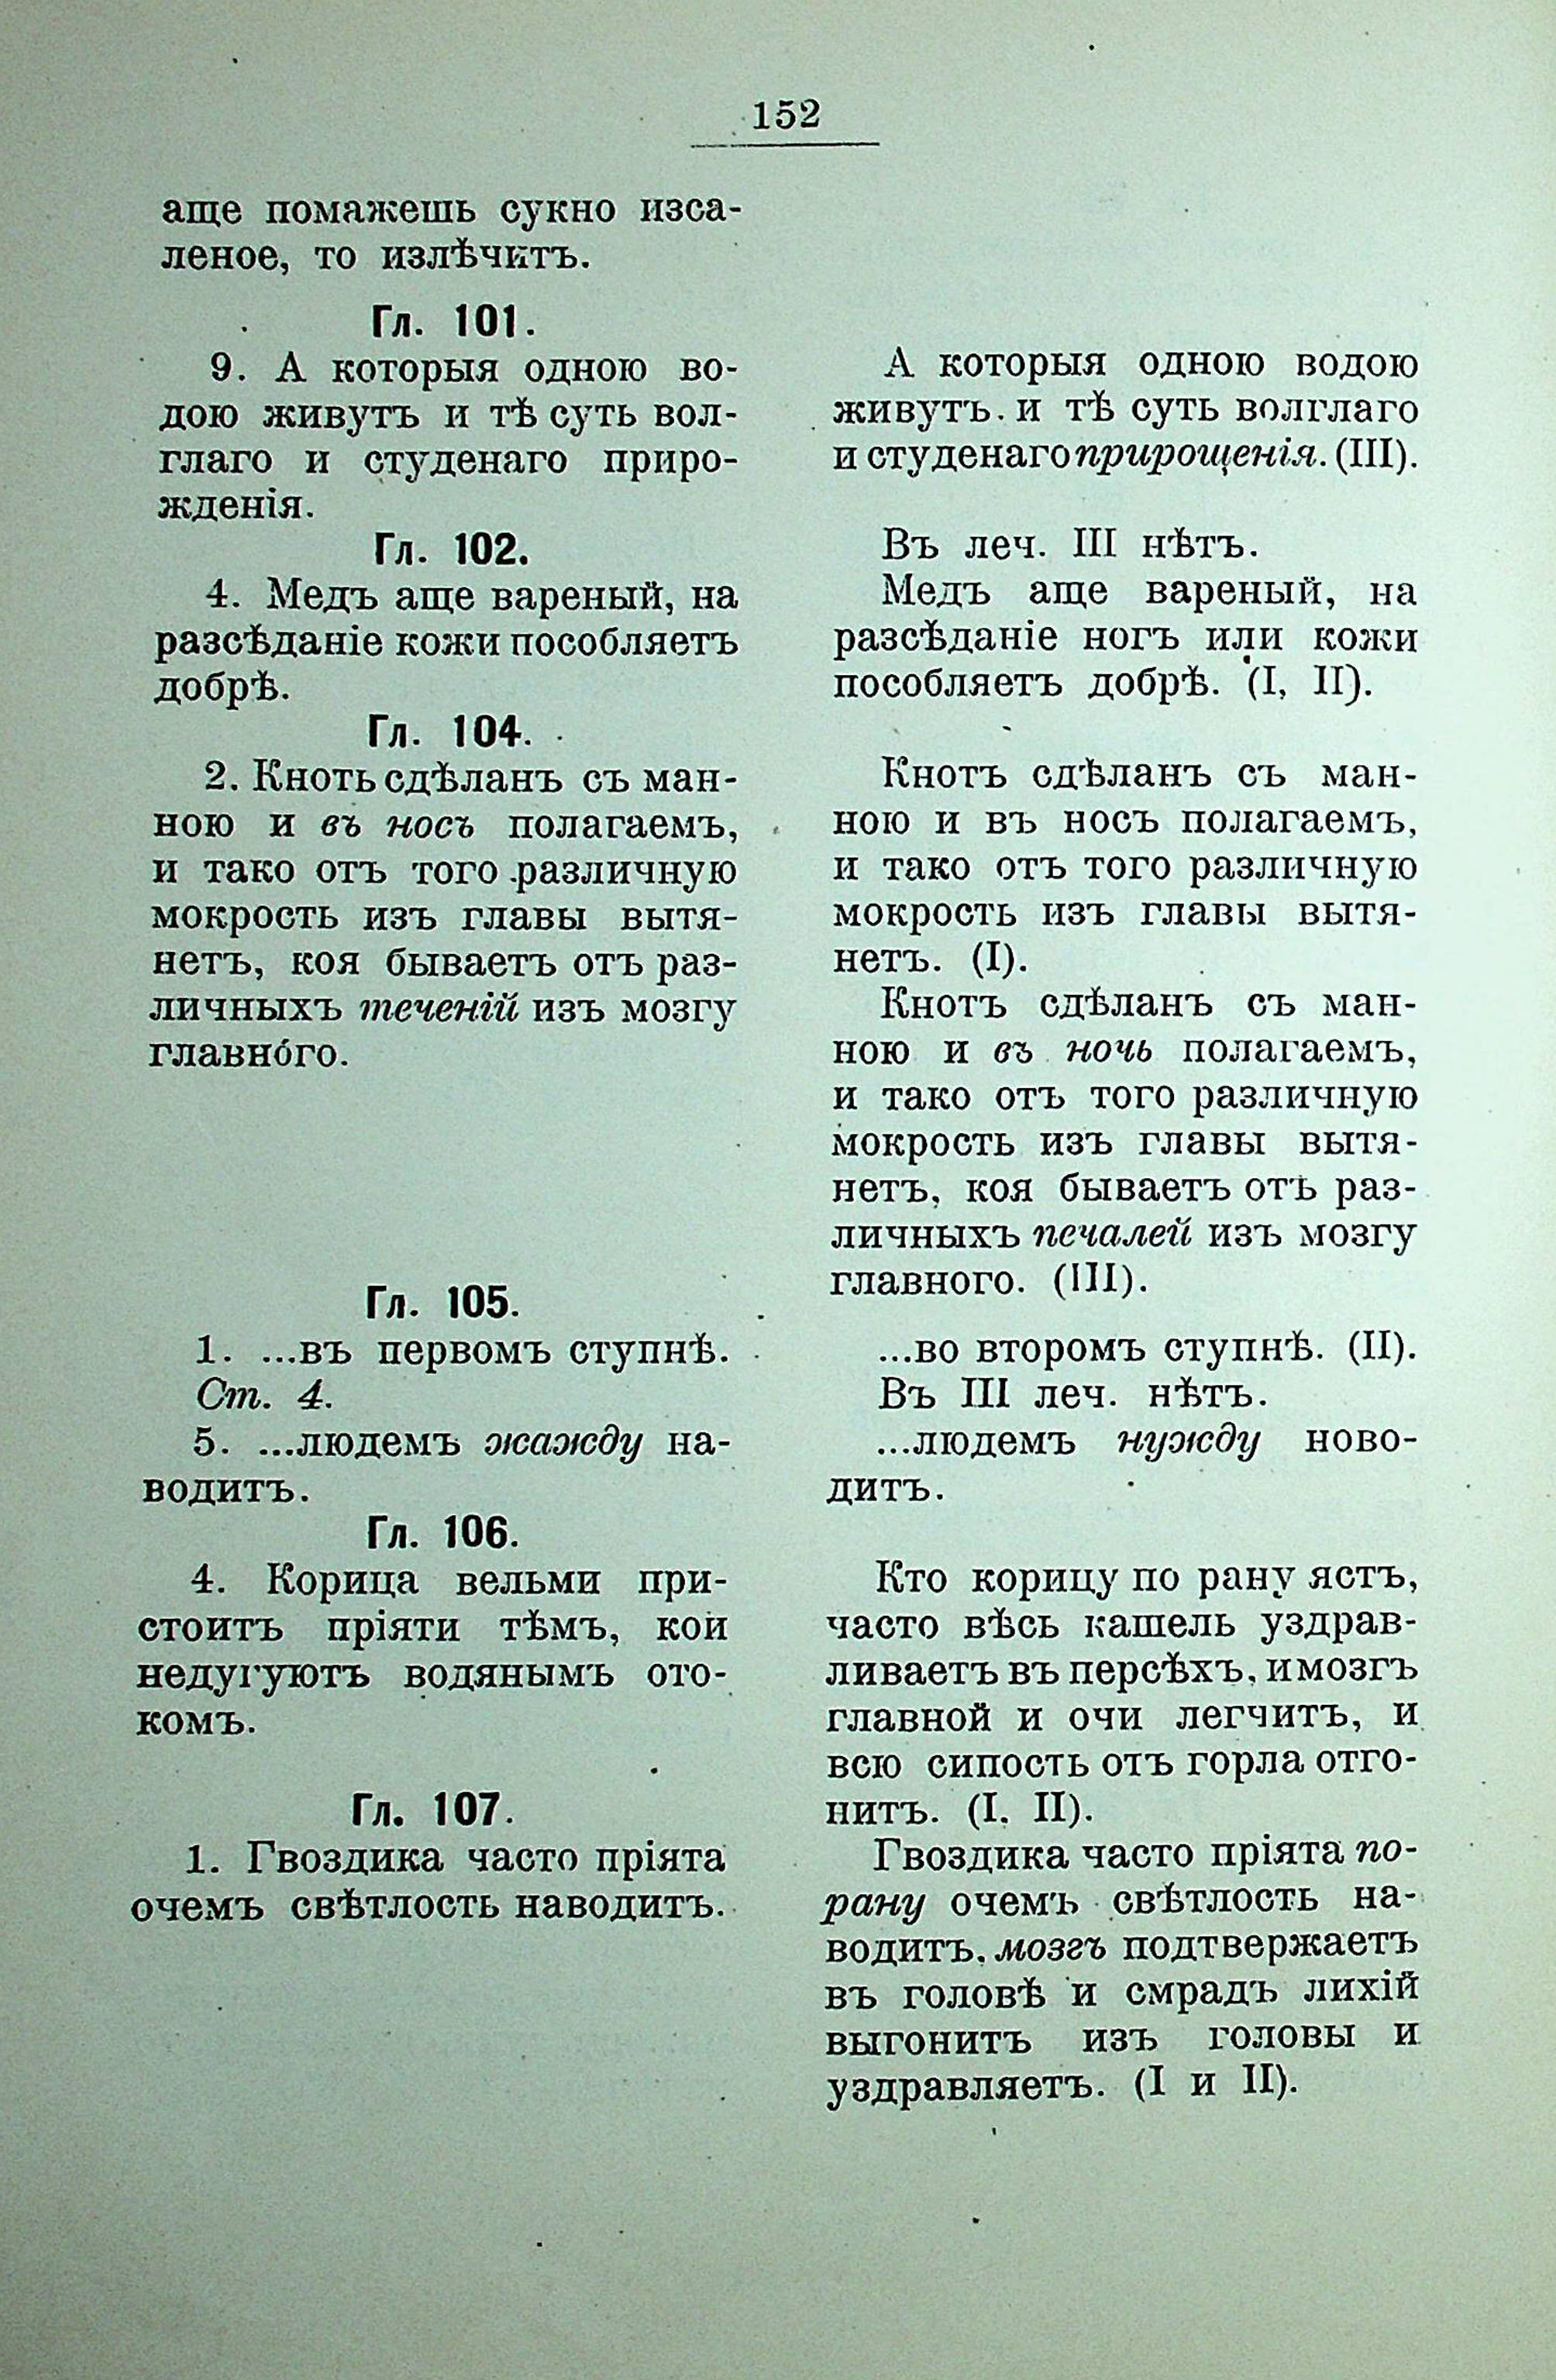 152
аще помажешь сукно изса-
леное, то излѣчитъ.
Гл. 101.
9. А которыя одною во-
дою живутъ и тѣ суть вол-
глаго и студенаго приро-
жденія.
Гл. 102.
4. Медъ аще вареный, на
разсѣданіе кожи пособляетъ
добрѣ.
Гл. 104.
2. Кноть сдѣланъ съ ман-
ною и въ носъ полагаемъ,
и тако отъ того различную
мокрость изъ главы вытя-
нетъ, коя бываетъ отъ раз-
личныхъ теченій изъ мозгу
главно́го.
Гл. 105.
1. ...въ первомъ ступнѣ.
Ст. 4.
5. ...людемъ жажду на-
водитъ.
Гл. 106.
4. Корица вельми при-
стоитъ пріяти тѣмъ, кои
недугуютъ водянымъ ото-
комъ.
Гл. 107.
1. Гвоздика часто пріята
очемъ свѣтлость наводитъ.
А которыя одною водою
живутъ. и тѣ суть волглаго
и студенаго прирощенія. (III).
Въ леч. III нѣтъ.
Медъ аще вареный, на
разсѣданіе ногъ или кожи
пособляетъ добрѣ. (I, II).
Кнотъ сдѣланъ съ ман-
ною и въ носъ полагаемъ,
и тако отъ того различную
мокрость изъ главы вытя-
нетъ. (I).
Кнотъ сдѣланъ съ ман-
ною и въ ночь полагаемъ,
и тако отъ того различную
мокрость изъ главы вытя-
нетъ, коя бываетъ отъ раз-
личныхъ печалей изъ мозгу
главного. (III).
...во второмъ ступнѣ. (II).
Въ III леч. нѣтъ.
...людемъ нужду ново-
дитъ.
Кто корицу по рану ястъ,
часто вѣсь кашель уздрав-
ливаетъ въ персѣхъ, и мозгъ
главной и очи легчитъ, и
всю сипость отъ горла отго-
нитъ. (I, II).
Гвоздика часто пріята по-
рану очемъ свѣтлость на-
водитъ, мозгъ подтвержаетъ
въ головѣ и смрадъ лихій
выгонитъ изъ головы и
уздравляетъ. (I и II).